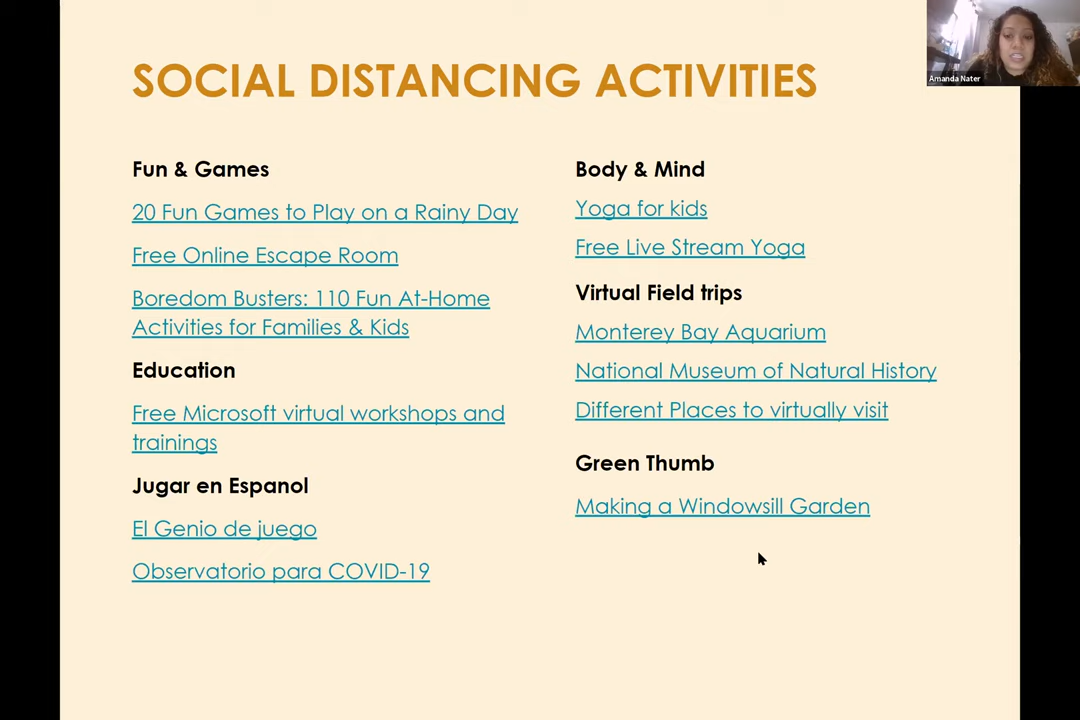 SOCIAL DISTANCING ACTIVITIES
Amanda Nater
Fun & Games
20 Fun Games to Play on a Rainy Day
Free Online Escape Room
Boredom Busters: 110 Fun At-Home
Activities for Families & Kids
Education
Free Microsoft virtual workshops and
trainings
Jugar en Espanol
El Genio de juego
Observatorio para COVID-19
Body & Mind
Yoga for kids
Free Live Stream Yoga
Virtual Field trips
Monterey Bay Aquarium
National Museum of Natural History
Different Places to virtually visit
Green Thumb
Making a Windowsill Garden